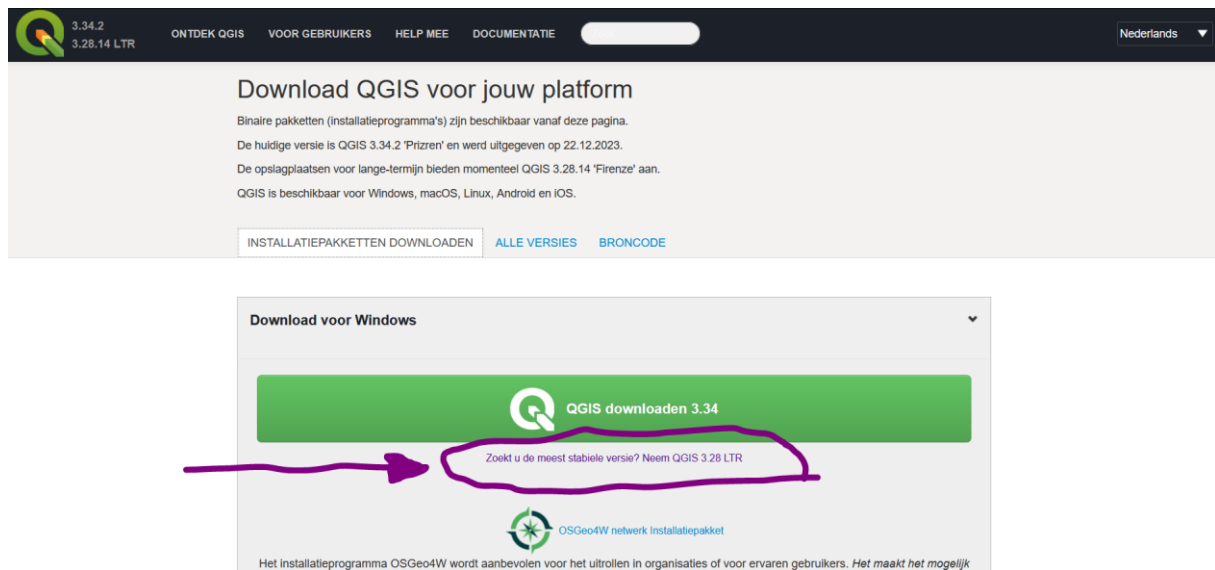 3.34.2
3.28.14 LTR
ONTDEK QGIS
VOOR GEBRUIKERS
HELP MEE
DOCUMENTATIE
Nederlands
Download QGIS voor jouw platform
Binaire pakketten (installatieprogramma's) zijn beschikbaar vanaf deze pagina.
De huidige versie is QGIS 3.34.2 'Prizren' en werd uitgegeven op 22.12.2023.
De opslagplaatsen voor lange-termijn bieden momenteel QGIS 3.28.14 'Firenze' aan.
QGIS is beschikbaar voor Windows, macOS, Linux, Android en iOS.
INSTALLATIEPAKKETTEN DOWNLOADEN
ALLE VERSIES
BRONCODE
Download voor Windows
QGIS downloaden 3.34
Zoekt u de meest stabiele versie? Neem QGIS 3.28 LTR
OSGeo4W netwerk Installatiepakket
Het installatieprogramma OSGeo4W wordt aanbevolen voor het uitrollen in organisaties of voor ervaren gebruikers. Het maakt het mogelijk